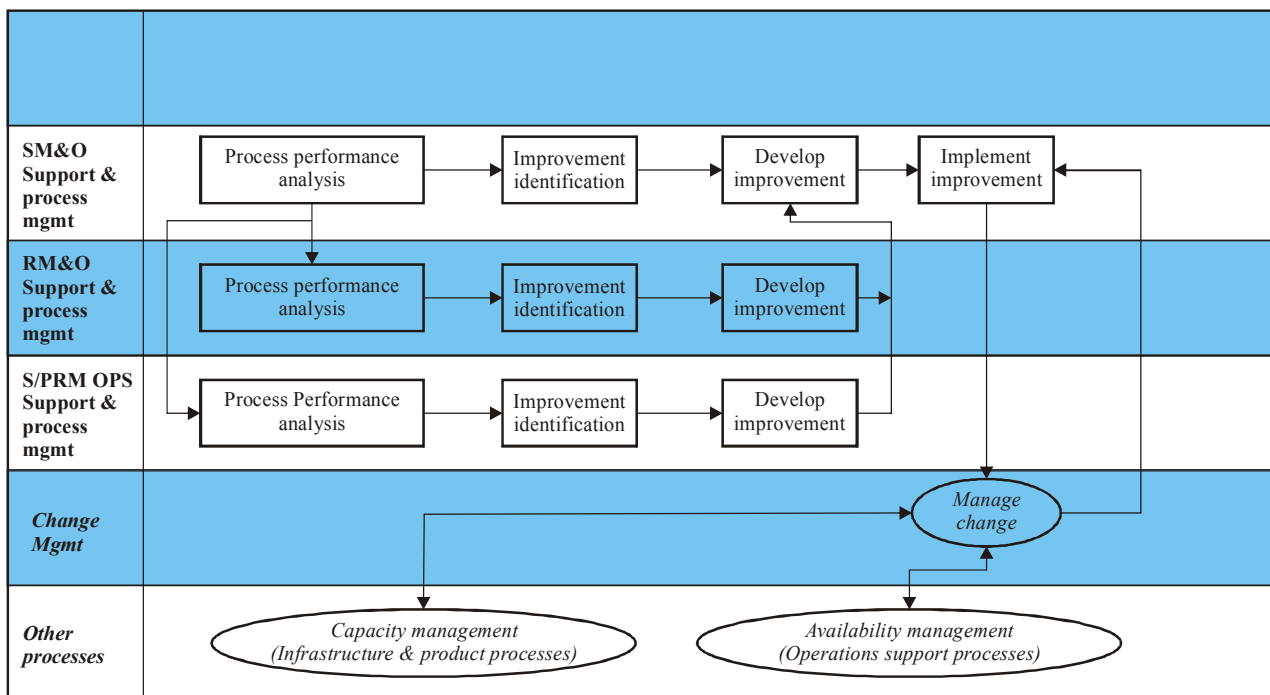 SM&O
Support &
process
mgmt
Process performance
analysis
Improvement
identification
Develop
improvement
Implement
improvement
RM&O
Support &
process
mgmt
Process performance
analysis
Improvement
identification
Develop
improvement
S/PRM OPS
Support &
process
mgmt
Process Performance
analysis
Improvement
identification
Develop
improvement
Change
Mgmt
Manage
change
Other
processes
Capacity management
(Infrastructure & product processes)
Availability management
(Operations support processes)